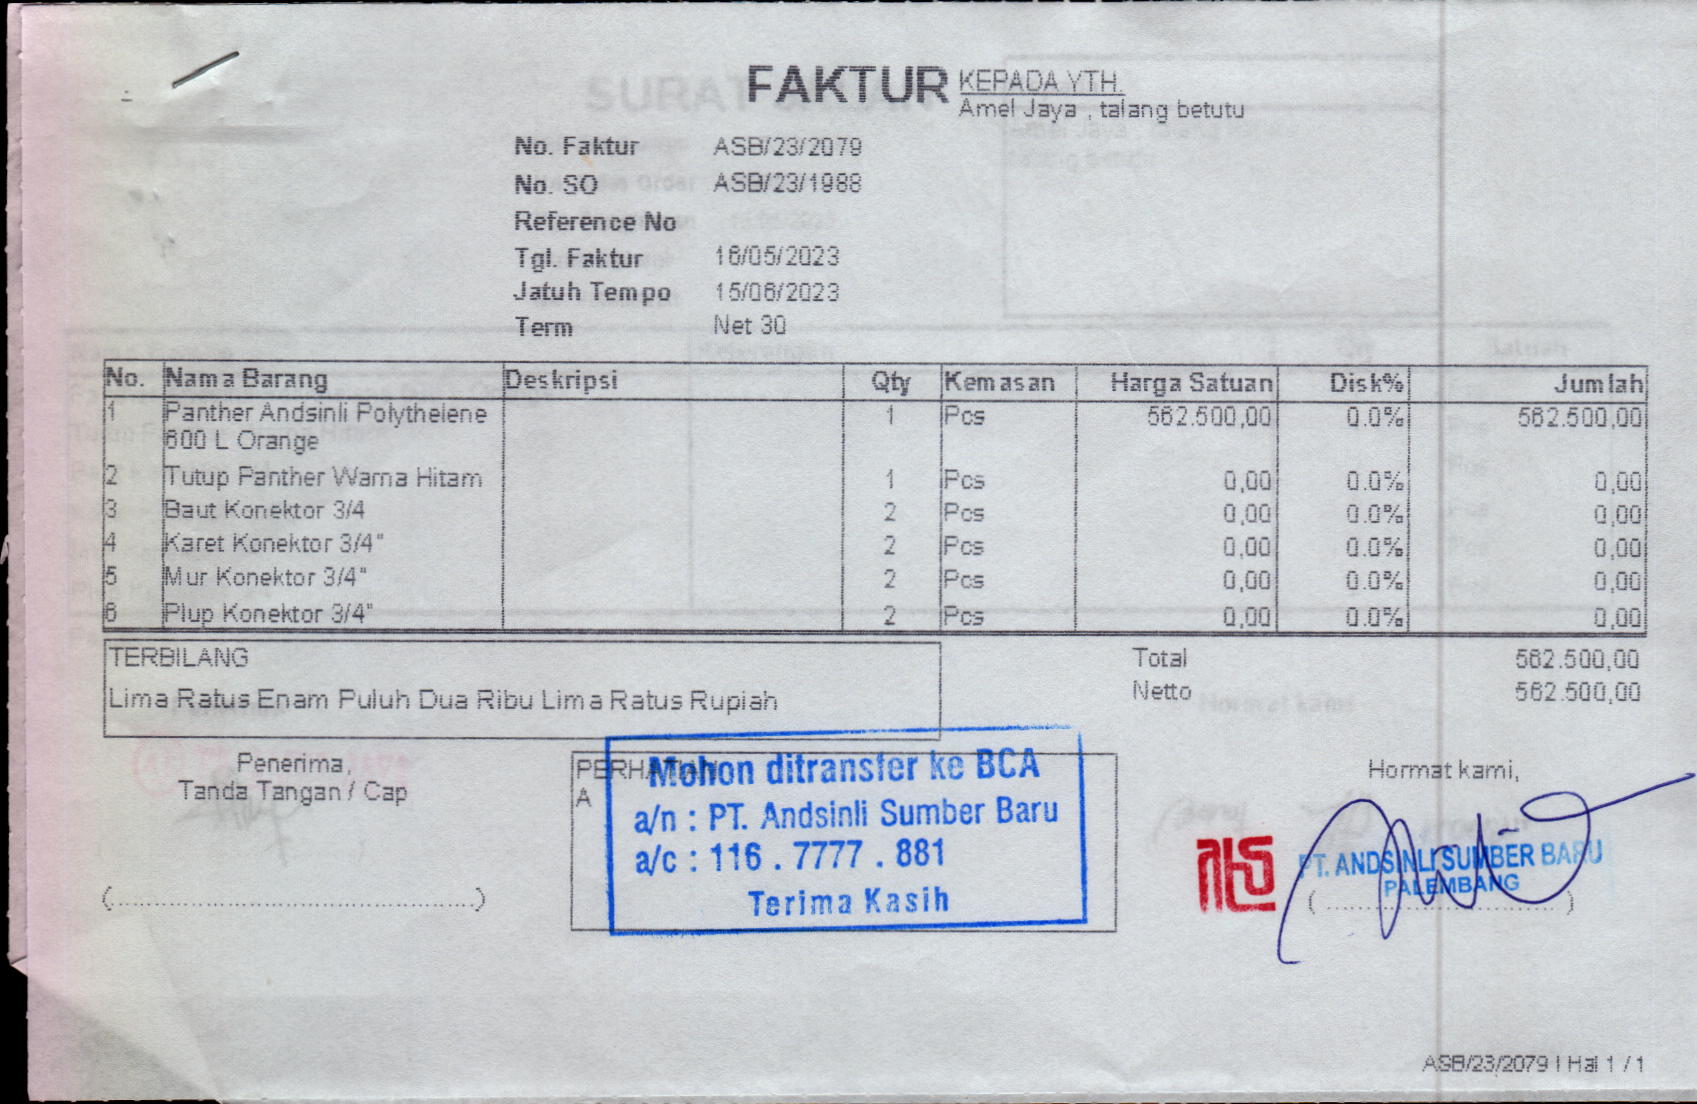 FAKTUR
KEPADA YTH.
Amel Jaya , talang betutu
No. Faktur ASB/23/2079
No. SO ASB/23/1988
Reference No
Tgl. Faktur 16/05/2023
Jatuh Tempo 15/06/2023
Term Net 30
No. Nama Barang Deskripsi Qty Kemasan Harga Satuan Disk% Jumlah
1 Panther Andsinli Polythelene 1 Pcs 562.500,00 0.0% 562.500,00
600 L Orange
2 Tutup Panther Warna Hitam 1 Pcs 0,00 0.0% 0,00
3 Baut Konektor 3/4 2 Pcs 0,00 0.0% 0,00
4 Karet Konektor 3/4" 2 Pcs 0,00 0.0% 0,00
5 Mur Konektor 3/4" 2 Pcs 0,00 0.0% 0,00
6 Plup Konektor 3/4" 2 Pcs 0,00 0.0% 0,00
TERBILANG
Lima Ratus Enam Puluh Dua Ribu Lima Ratus Rupiah
Total 562.500,00
Netto 562.500,00
Penerima,
Tanda Tangan / Cap
(..........................................)
PERHATIAN
A
Mohon ditransfer ke BCA
a/n : PT. Andsinli Sumber Baru
a/c : 116 . 7777 . 881
Terima Kasih
Hormat kami,
PT. ANDSINLI SUMBER BARU
PALEMBANG
(..............................)
ASB/23/2079 | Hal 1 / 1